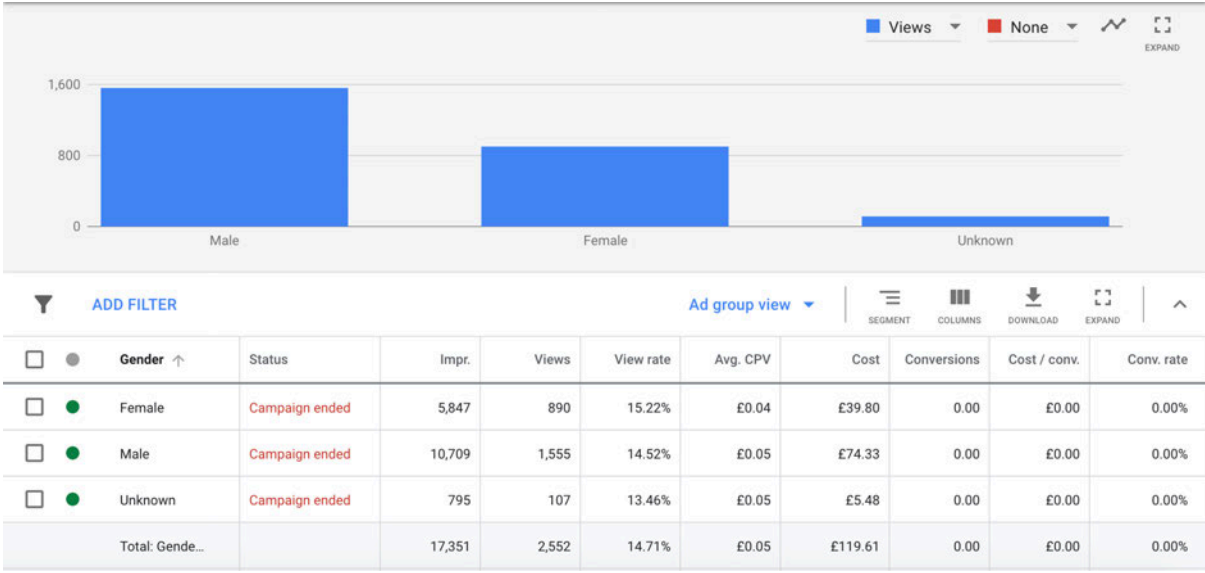 Views None
EXPAND
1,600
800
0
Male Female Unknown
ADD FILTER Ad group view SEGMENT COLUMNS DOWNLOAD EXPAND
Gender ↑ Status Impr. Views View rate Avg. CPV Cost Conversions Cost / conv. Conv. rate
Female Campaign ended 5,847 890 15.22% £0.04 £39.80 0.00 £0.00 0.00%
Male Campaign ended 10,709 1,555 14.52% £0.05 £74.33 0.00 £0.00 0.00%
Unknown Campaign ended 795 107 13.46% £0.05 £5.48 0.00 £0.00 0.00%
Total: Gende... 17,351 2,552 14.71% £0.05 £119.61 0.00 £0.00 0.00%